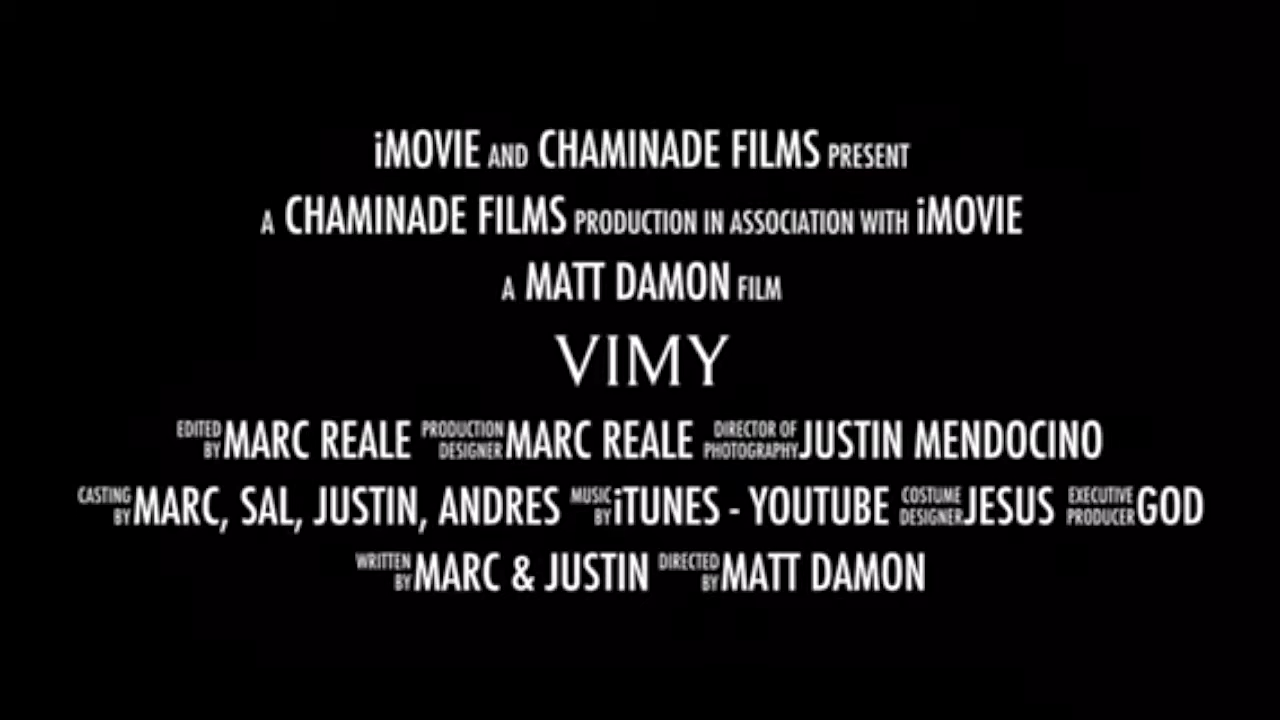 iMOVIE AND CHAMINADE FILMS PRESENT
A CHAMINADE FILMS PRODUCTION IN ASSOCIATION WITH iMOVIE
A MATT DAMON FILM
VIMY
EDITED BY MARC REALE PRODUCTION DESIGNER MARC REALE DIRECTOR OF PHOTOGRAPHY JUSTIN MENDOCINO
CASTING BY MARC, SAL, JUSTIN, ANDRES MUSIC BY iTUNES - YOUTUBE COSTUME DESIGNER JESUS EXECUTIVE PRODUCER GOD
WRITTEN BY MARC & JUSTIN DIRECTED BY MATT DAMON